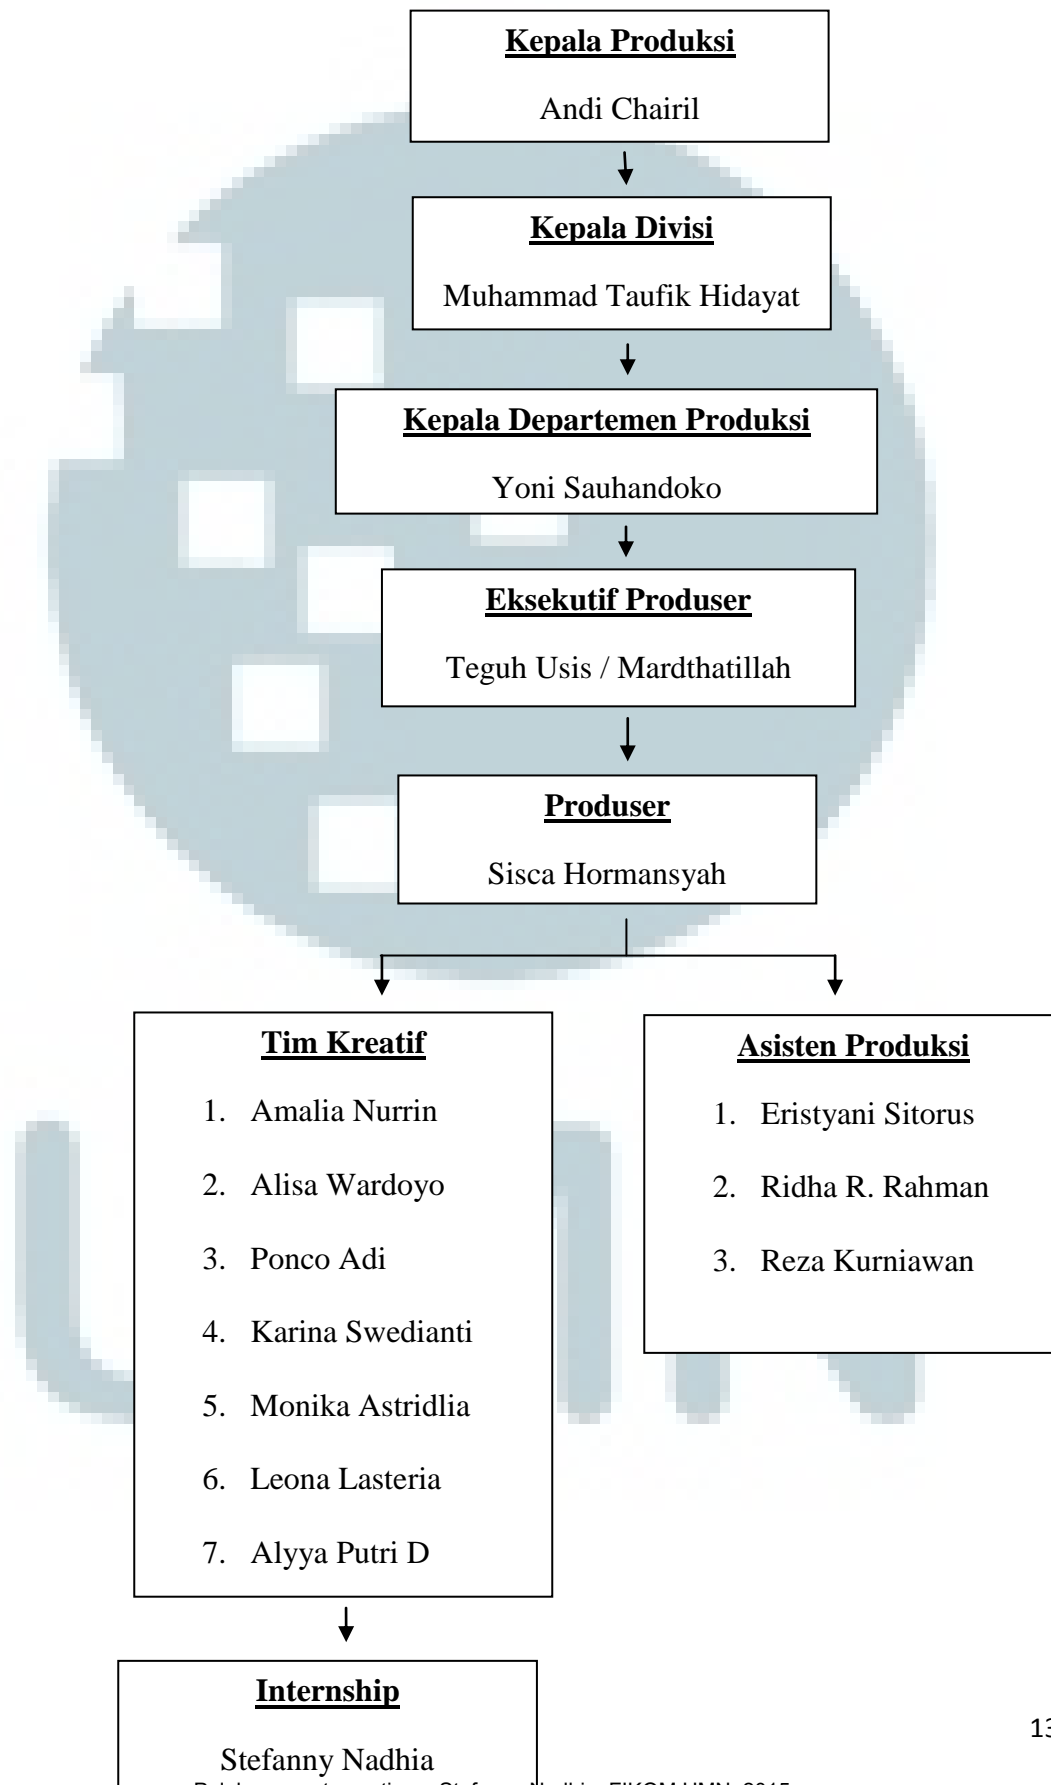 Kepala Produksi
Andi Chairil
Kepala Divisi
Muhammad Taufik Hidayat
Kepala Departemen Produksi
Yoni Sauhandoko
Eksekutif Produser
Teguh Usis / Mardthatillah
Produser
Sisca Hormansyah
Tim Kreatif
1. Amalia Nurrin
2. Alisa Wardoyo
3. Ponco Adi
4. Karina Swedianti
5. Monika Astridlia
6. Leona Lasteria
7. Alyya Putri D
Asisten Produksi
1. Eristyani Sitorus
2. Ridha R. Rahman
3. Reza Kurniawan
Internship
Stefanny Nadhia
13